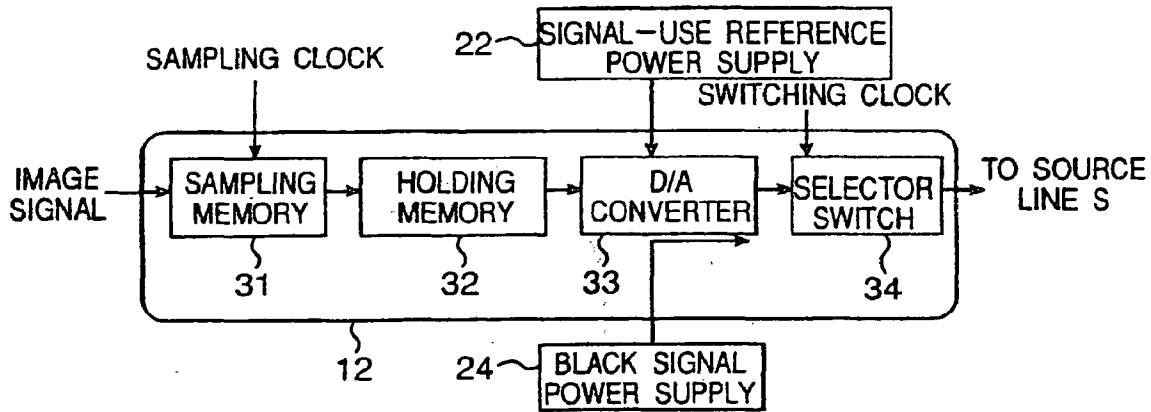 22
SIGNAL-USE REFERENCE
POWER SUPPLY
SAMPLING CLOCK
SWITCHING CLOCK
IMAGE
SIGNAL
SAMPLING
MEMORY
HOLDING
MEMORY
D/A
CONVERTER
SELECTOR
SWITCH
TO SOURCE
LINE S
31
32
33
34
12
24
BLACK SIGNAL
POWER SUPPLY